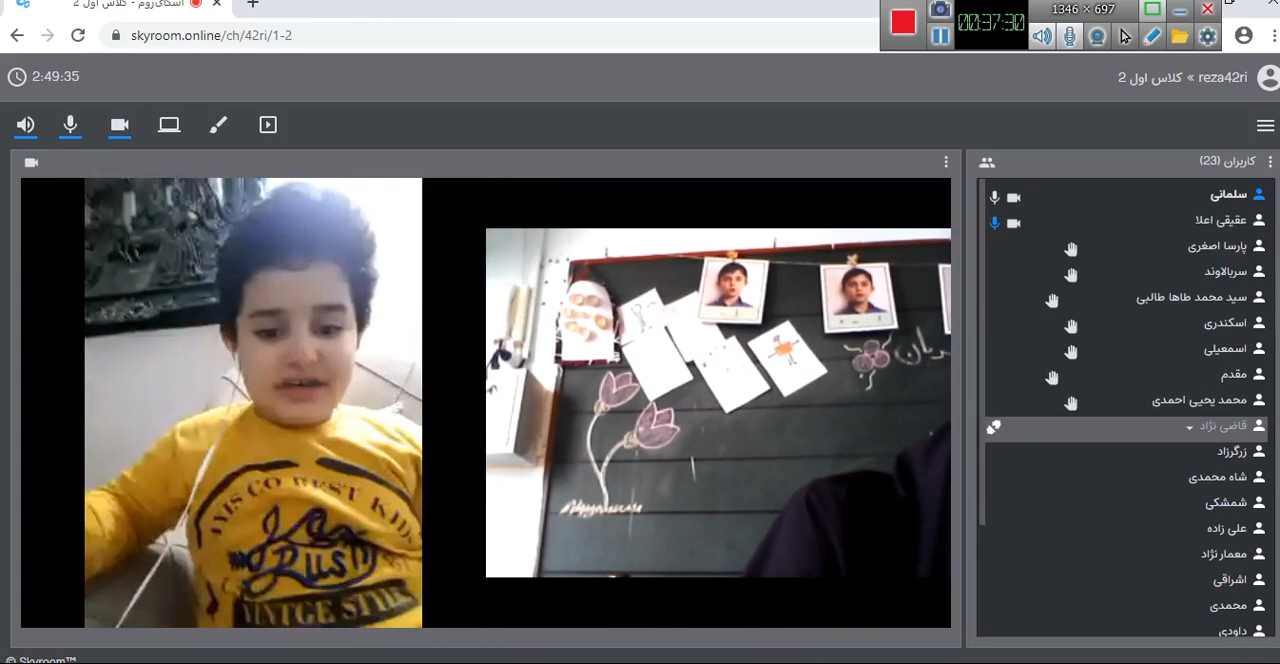 اسکای‌روم - کلاس اول 2
skyroom.online/ch/42ri/1-2
1346 × 697
00:37:30
2:49:35
reza42ri » کلاس اول 2
کاربران (23)
سلمانی
عقیقی اعلا
پارسا اصغری
سربالاوند
سید محمد طاها طالبی
اسکندری
اسمعیلی
مقدم
محمد یحیی احمدی
قاضی نژاد
زرگرزاد
شاه محمدی
شمشکی
علی زاده
معمار نژاد
اشراقی
محمدی
داودی
BEST KIDS
VINTGE STYLE
© Skyroom™